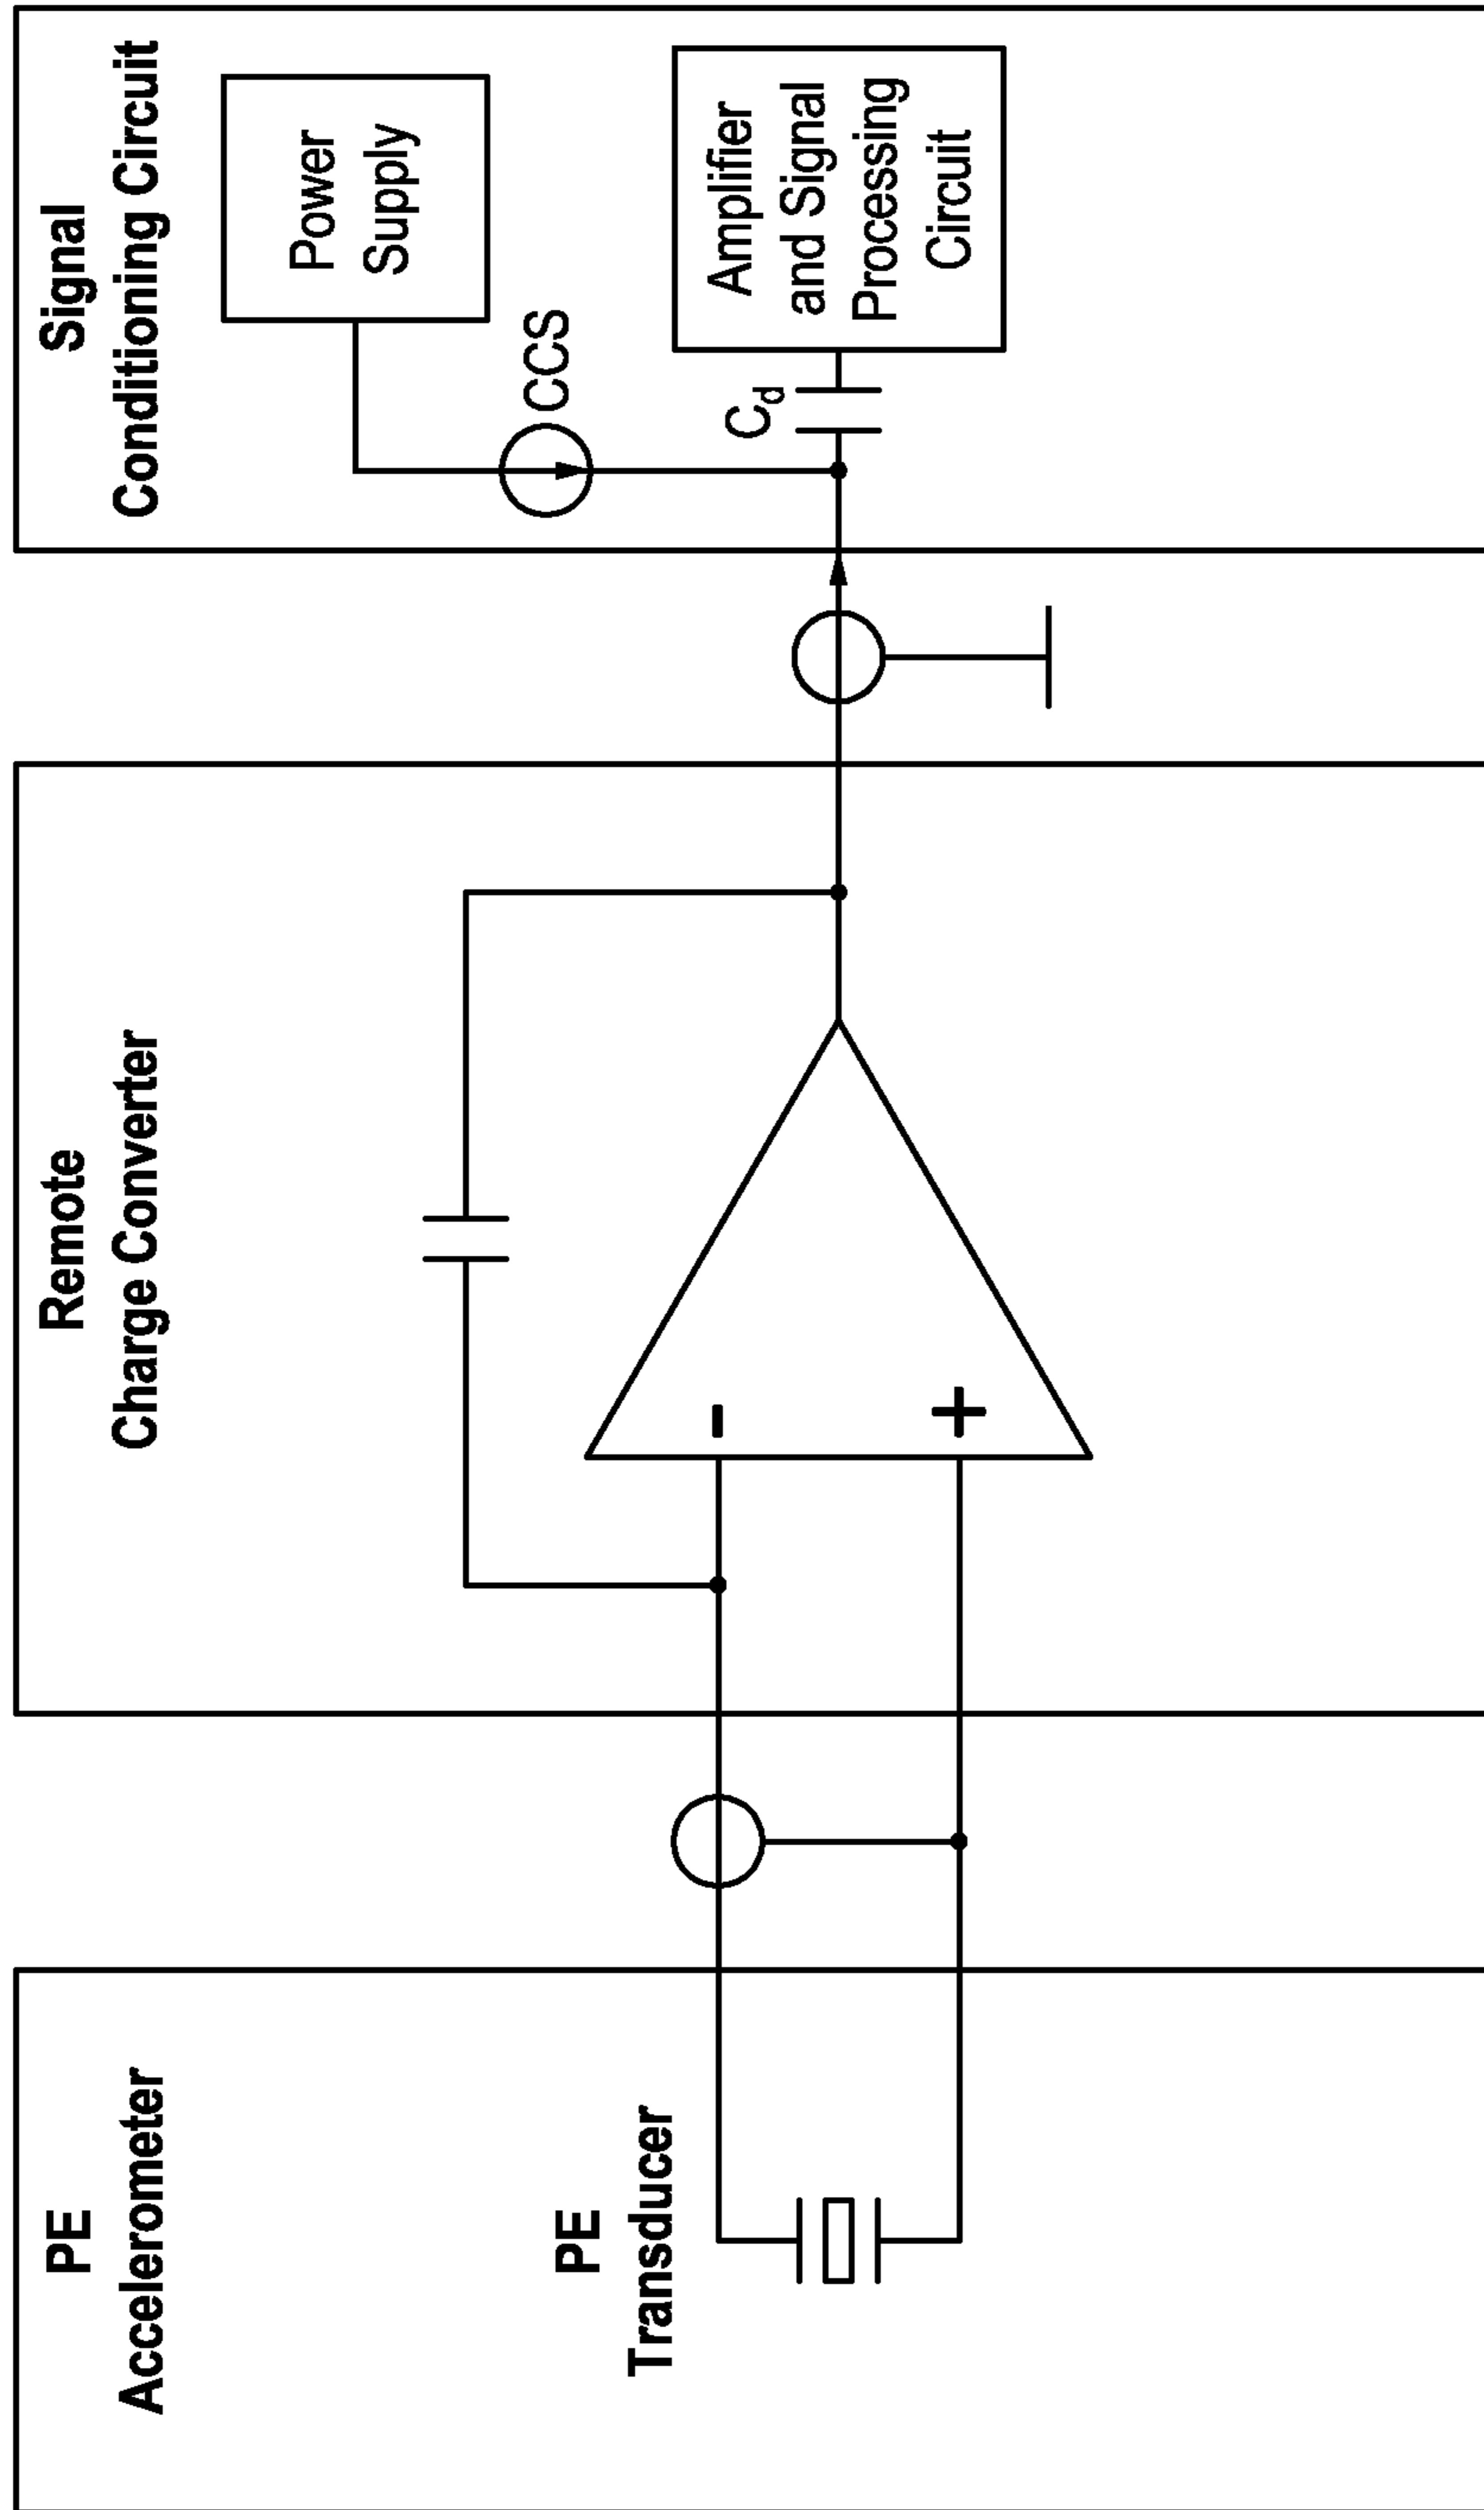 PE
Accelerometer
PE
Transducer
Remote
Charge Converter
-
+
Signal
Conditioning Circuit
Power
Supply
CCS
Cd
Amplifier
and Signal
Processing
Circuit